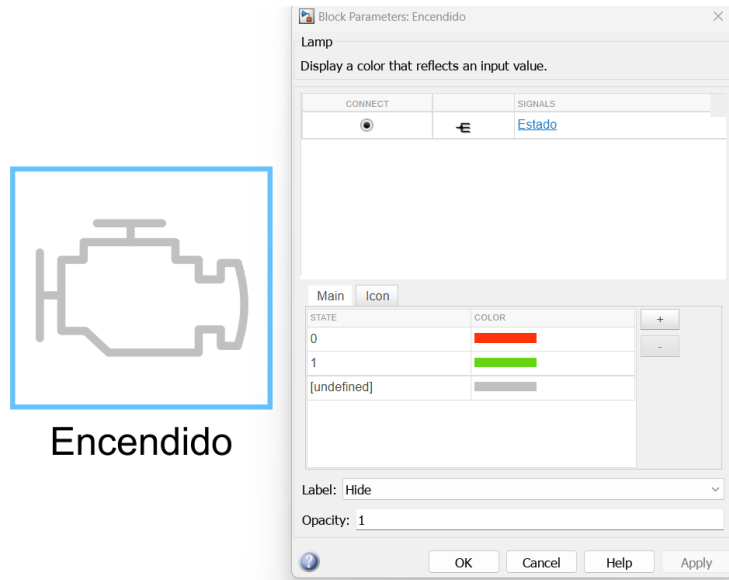 Block Parameters: Encendido
Lamp
Display a color that reflects an input value.
CONNECT SIGNALS
Estado
Encendido
Main Icon
STATE COLOR
+
0
-
1
[undefined]
Label: Hide
Opacity: 1
? OK Cancel Help Apply